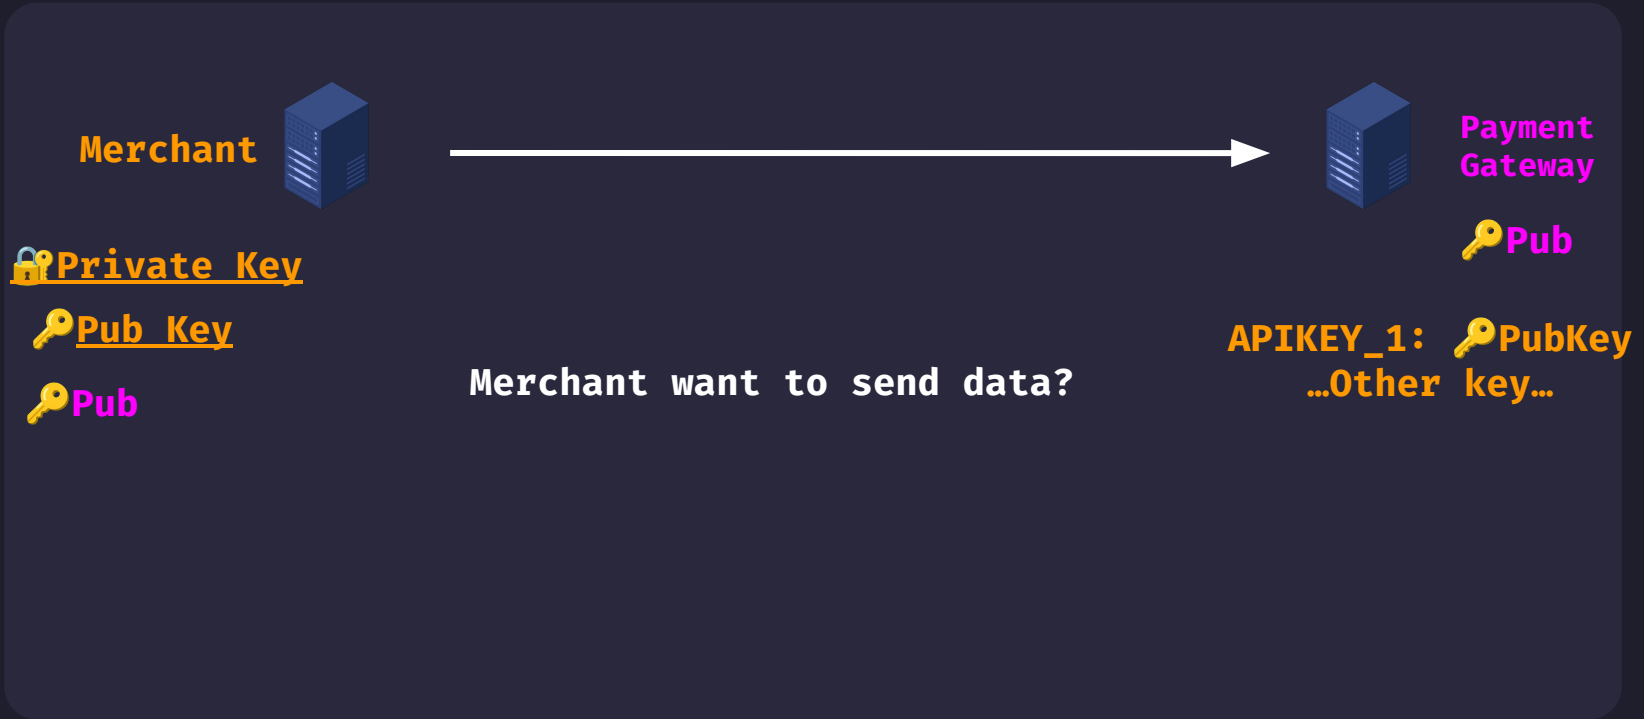 Merchant
Payment
Gateway
🔐Private Key
🔑Pub Key
🔑Pub
🔑Pub
APIKEY_1: 🔑PubKey
…Other key…
Merchant want to send data?